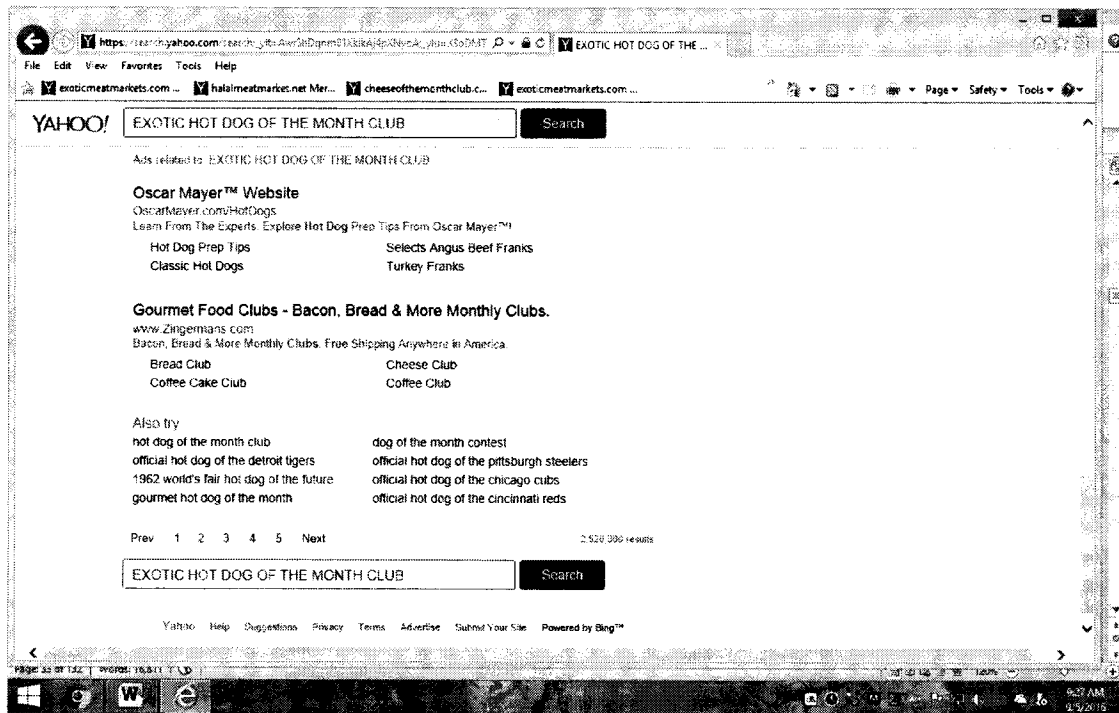 EXOTIC HOT DOG OF THE ...
File Edit View Favorites Tools Help
exoticmeatmarkets.com ... halalmeatmarket.net Mer... cheeseofthemonthclub.c... exoticmeatmarkets.com ...
Page Safety Tools
YAHOO! EXOTIC HOT DOG OF THE MONTH CLUB Search
Ads related to: EXOTIC HOT DOG OF THE MONTH CLUB
Oscar Mayer™ Website
OscarMayer.com/HotDogs
Learn From The Experts. Explore Hot Dog Prep Tips From Oscar Mayer™!
Hot Dog Prep Tips Selects Angus Beef Franks
Classic Hot Dogs Turkey Franks
Gourmet Food Clubs - Bacon, Bread & More Monthly Clubs.
www.Zingermans.com
Bacon, Bread & More Monthly Clubs. Free Shipping Anywhere in America.
Bread Club Cheese Club
Coffee Cake Club Coffee Club
Also try
hot dog of the month club dog of the month contest
official hot dog of the detroit tigers official hot dog of the pittsburgh steelers
1962 world's fair hot dog of the future official hot dog of the chicago cubs
gourmet hot dog of the month official hot dog of the cincinnati reds
Prev 1 2 3 4 5 Next results
EXOTIC HOT DOG OF THE MONTH CLUB Search
Yahoo Help Suggestions Privacy Terms Advertise Submit Your Site Powered by Bing™
9:27 AM
9/5/2016